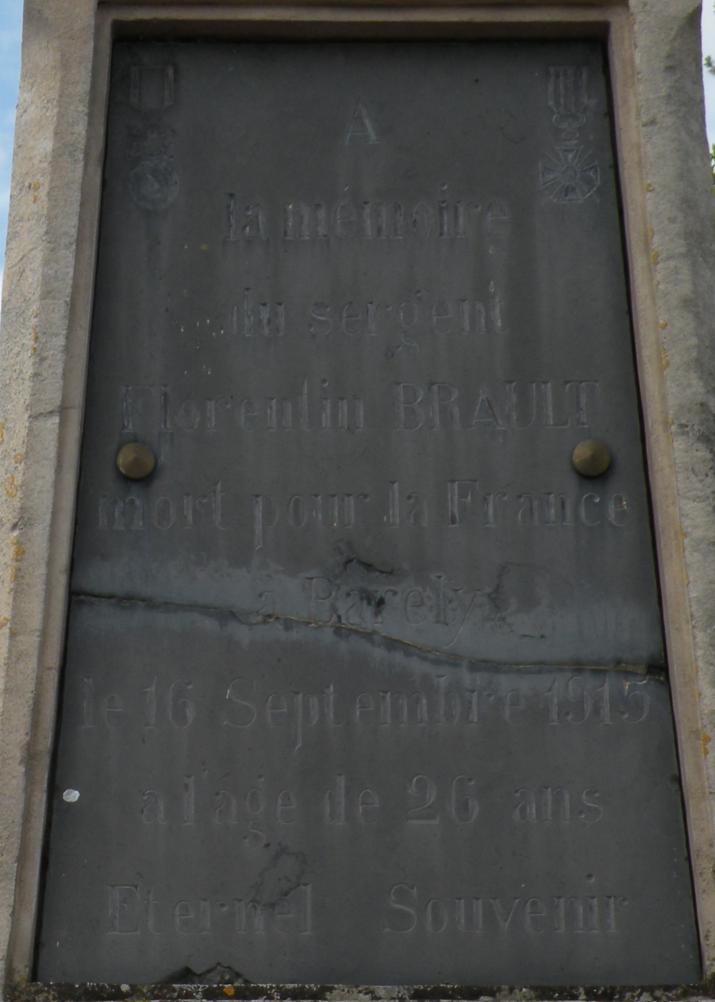 A
la mémoire
du sergent
Florentin BRAULT
mort pour la France
à Barely
le 16 Septembre 1915
a l'âge de 26 ans
Eternel Souvenir